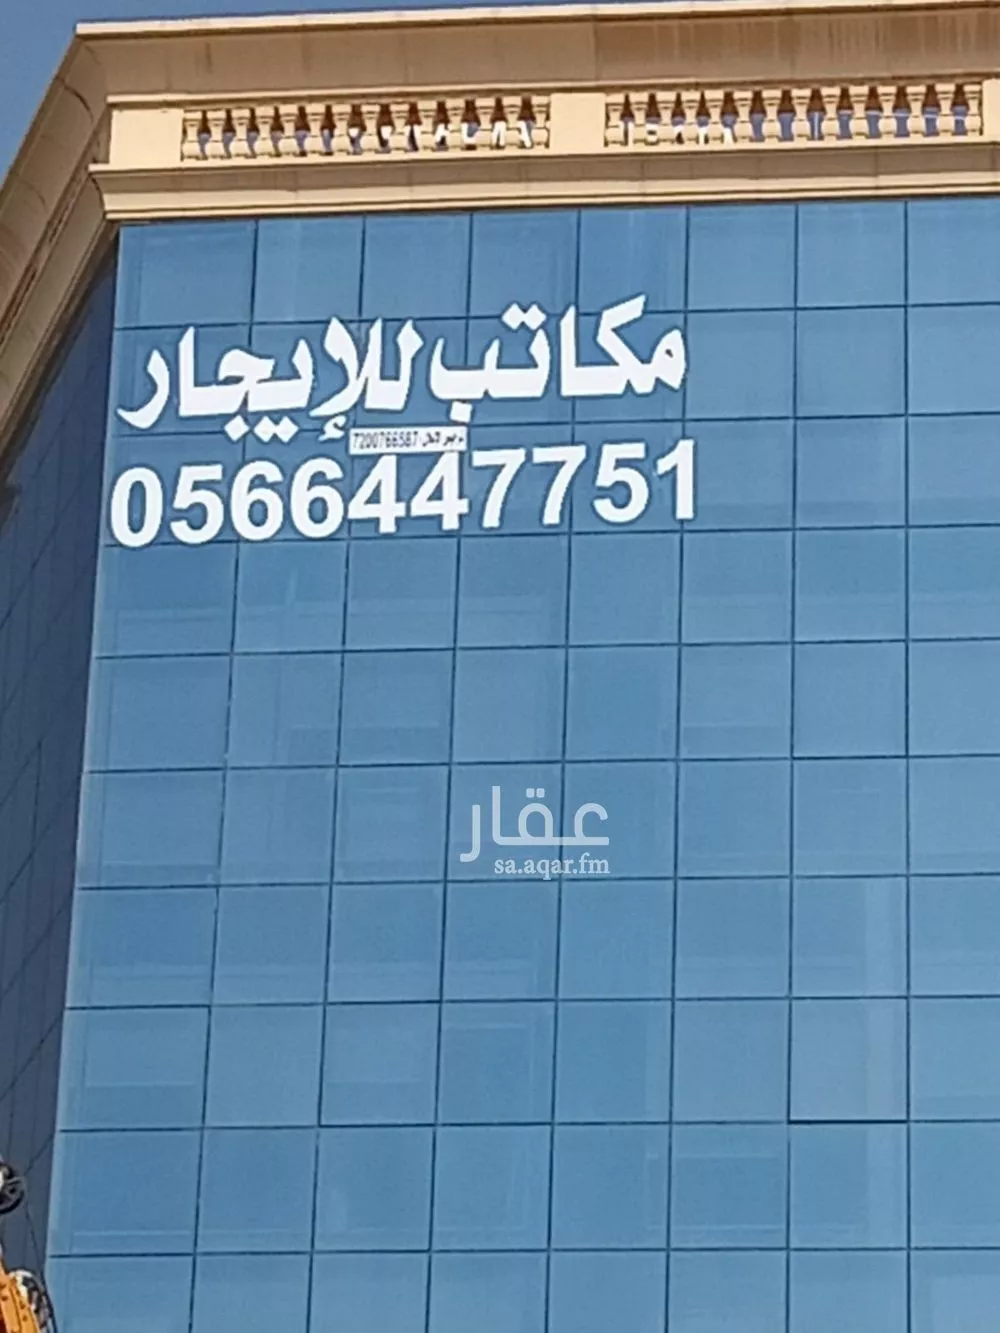 مكاتب للإيجار
7200766587
0566447751
عقار
sa.aqar.fm